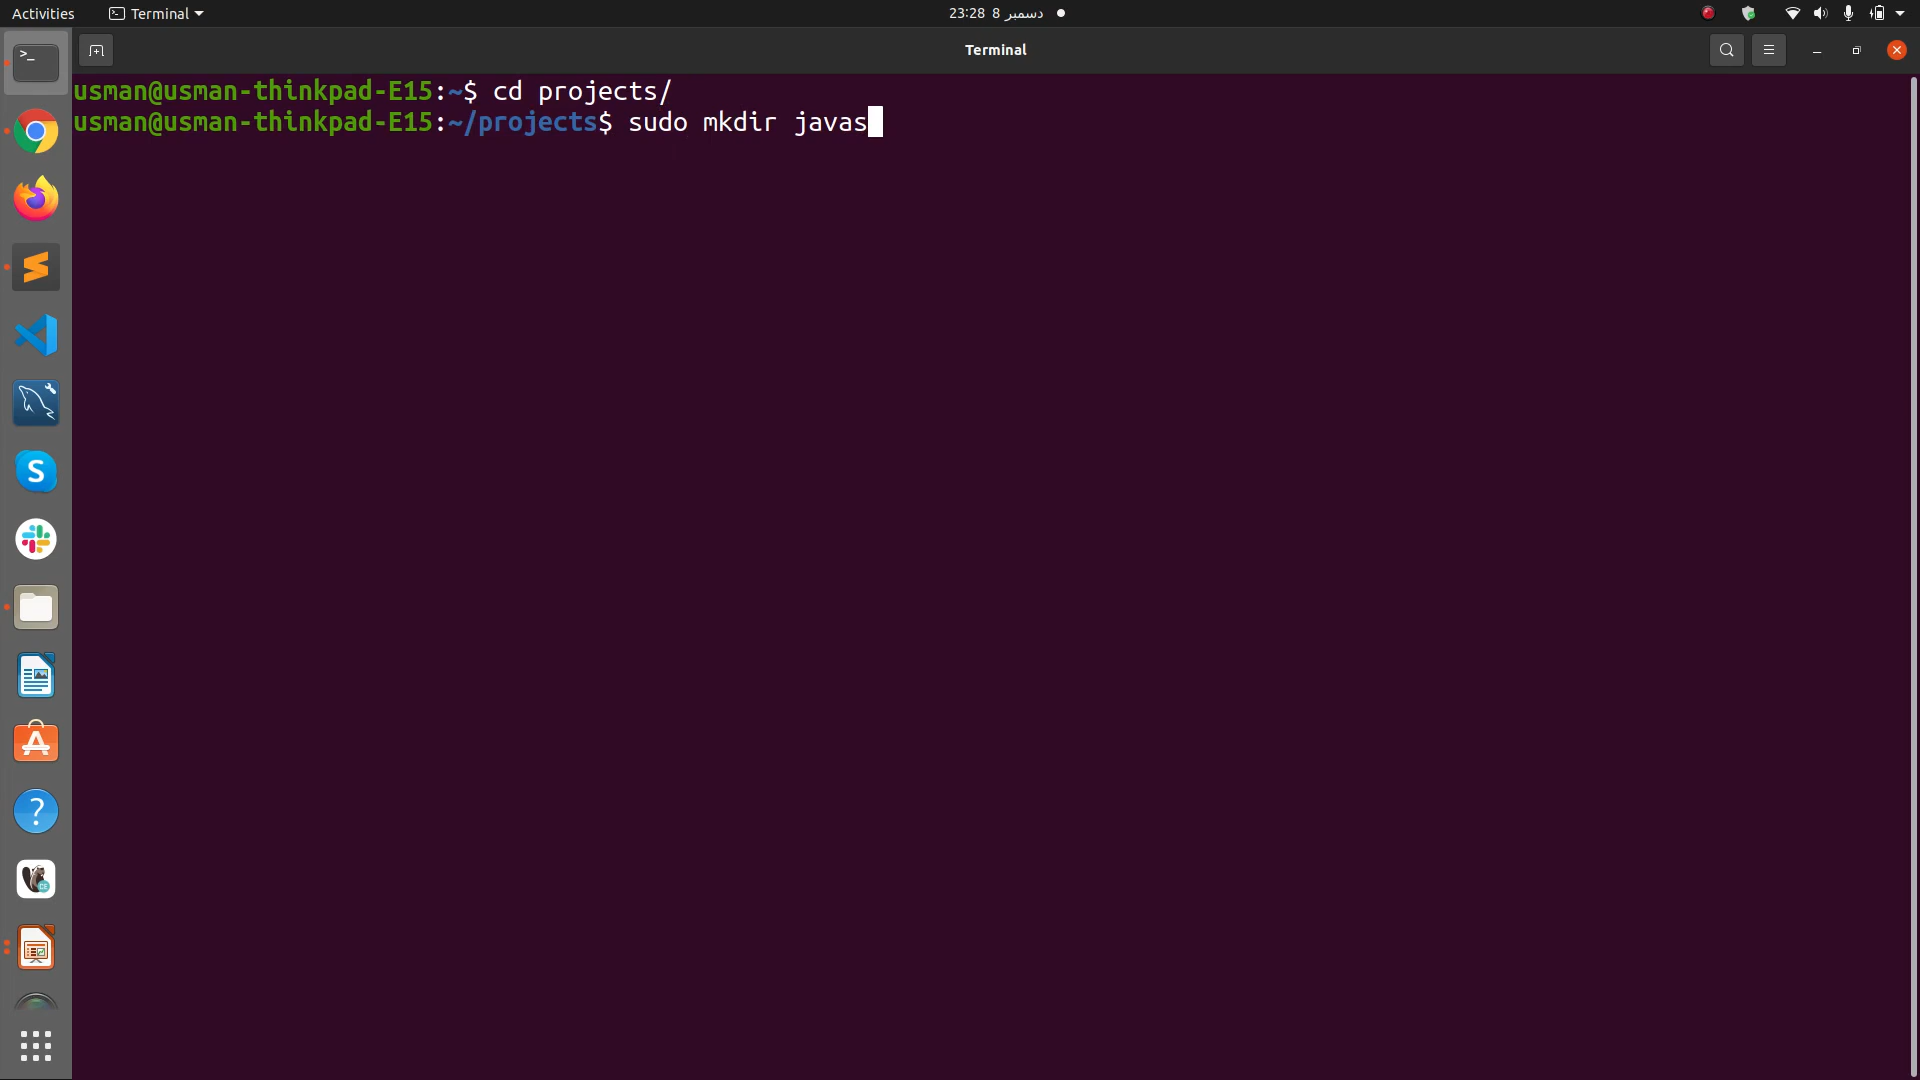 Activities Terminal 23:28 8 دسمبر
Terminal
usman@usman-thinkpad-E15:~$ cd projects/
usman@usman-thinkpad-E15:~/projects$ sudo mkdir javas